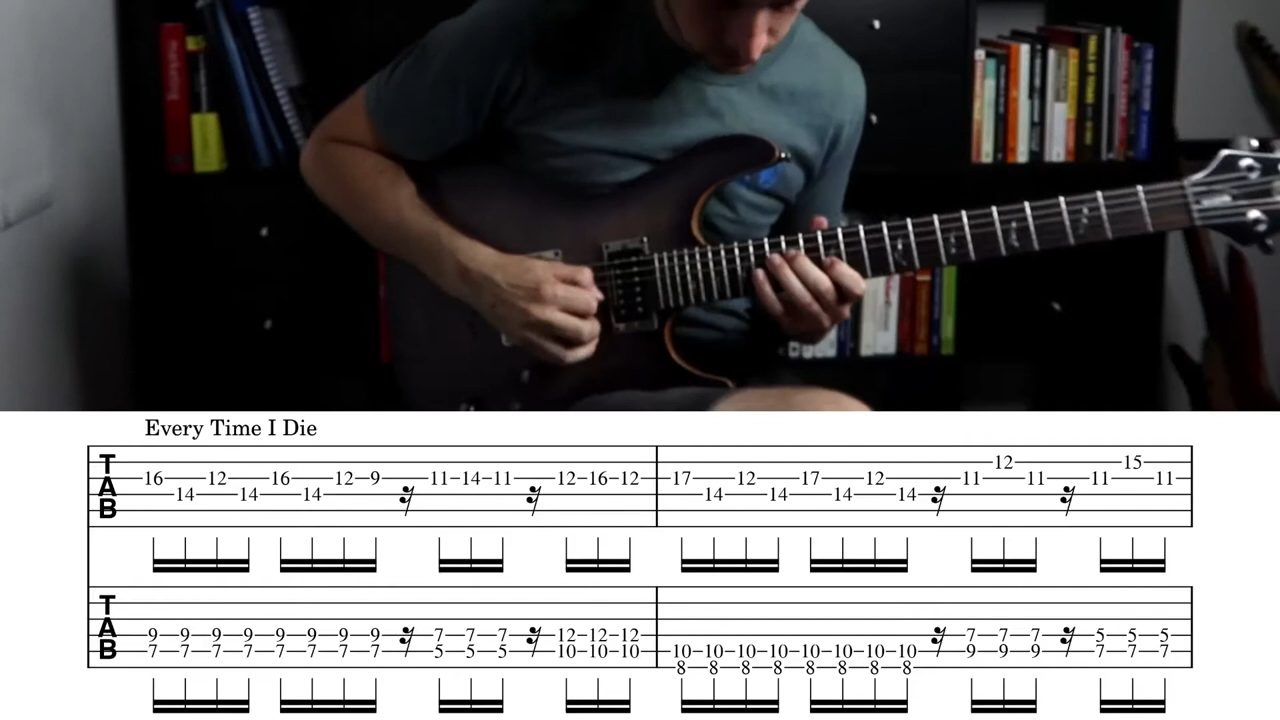 Every Time I Die
12 15
T 16 12 16 12 9 11 14 11 12 16 12 17 12 17 12 11 11 11 11
A 14 14 14 14 14 14 14
B
T
A 9 9 9 9 9 9 9 9 7 7 7 12 12 12 7 7 7 5 5 5
B 7 7 7 7 7 7 7 7 5 5 5 10 10 10 10 10 10 10 10 10 10 10 9 9 9 7 7 7
8 8 8 8 8 8 8 8